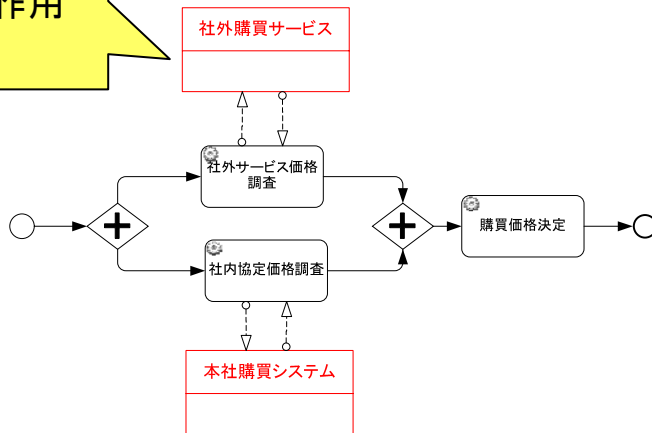 作用
社外購買サービス
社外サービス価格
調査
購買価格決定
社内協定価格調査
本社購買システム